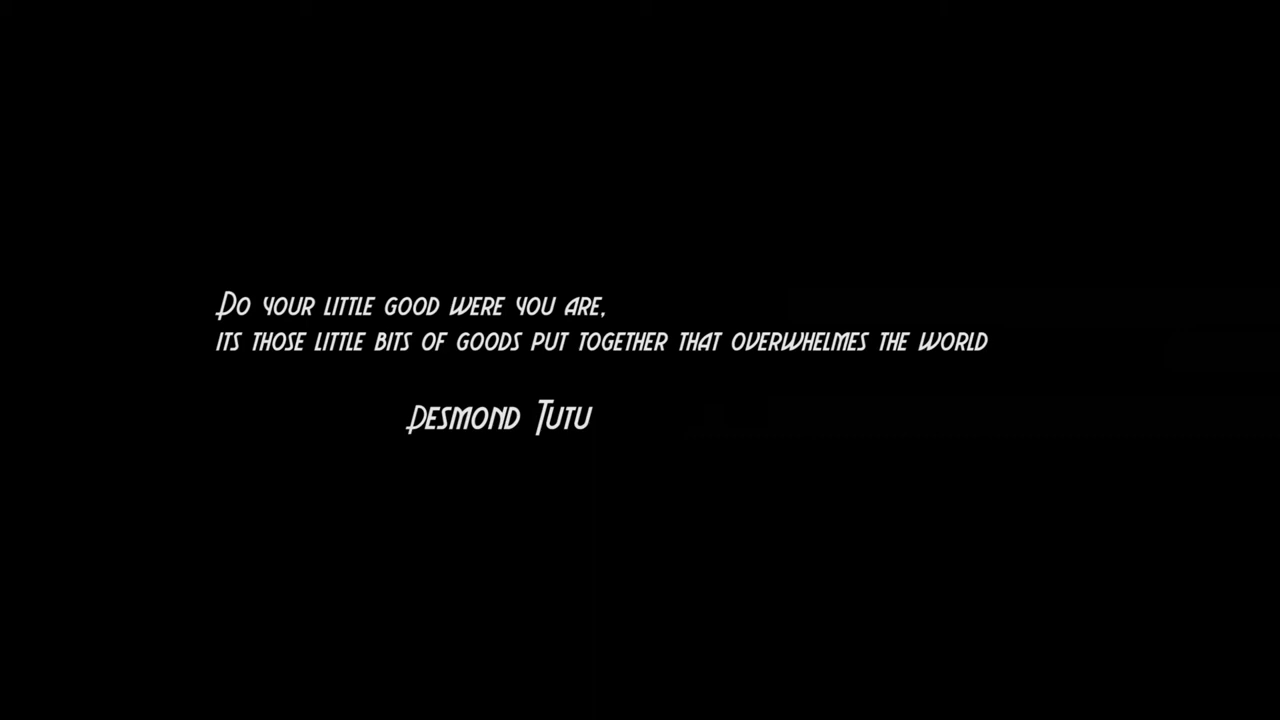 Do your little good were you are,
its those little bits of goods put together that overwhelmes the world
Desmond Tutu